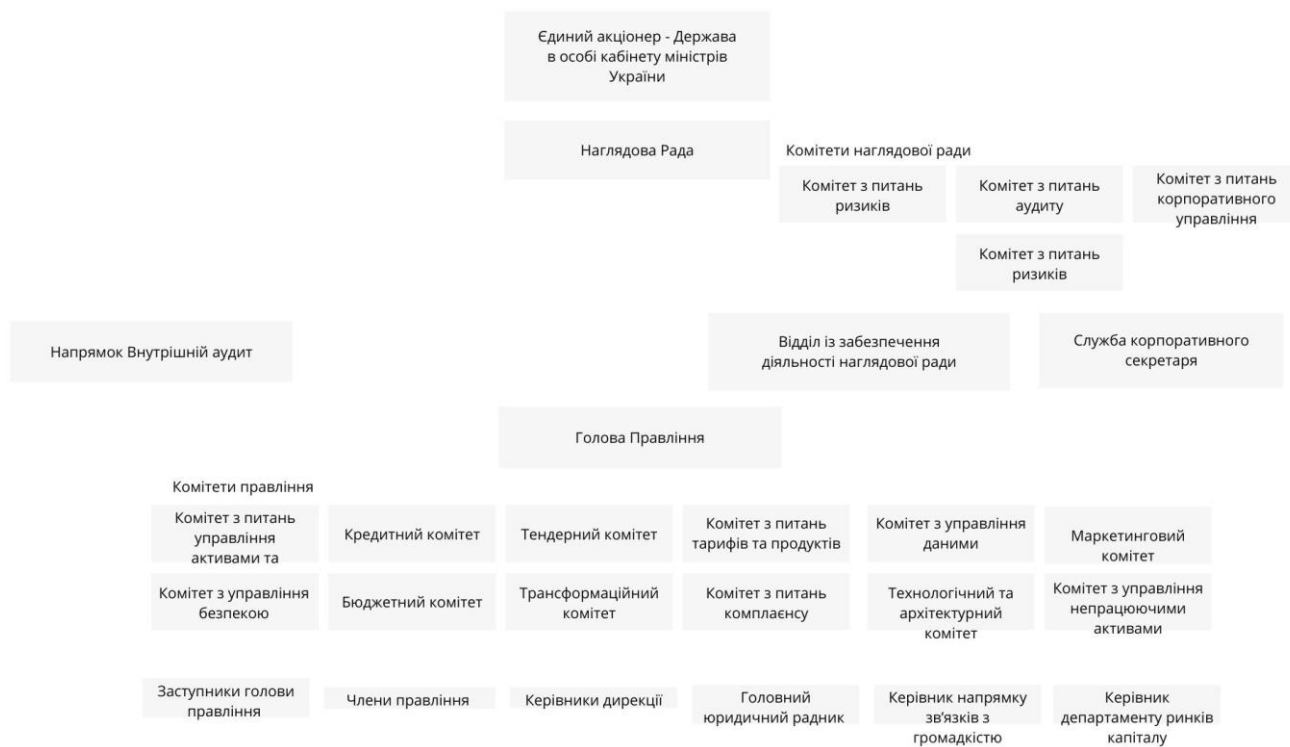 Єдиний акціонер - Держава
в особі кабінету міністрів
України
Наглядова Рада
Комітети наглядової ради
Комітет з питань
ризиків
Комітет з питань
аудиту
Комітет з питань
корпоративного
управління
Комітет з питань
ризиків
Напрямок Внутрішній аудит
Відділ із забезпечення
діяльності наглядової ради
Служба корпоративного
секретаря
Голова Правління
Комітети правління
Комітет з питань
управління
активами та
Кредитний комітет
Тендерний комітет
Комітет з питань
тарифів та продуктів
Комітет з управління
даними
Маркетинговий
комітет
Комітет з управління
безпекою
Бюджетний комітет
Трансформаційний
комітет
Комітет з питань
комплаєнсу
Технологічний та
архітектурний
комітет
Комітет з управління
непрацюючими
активами
Заступники голови
правління
Члени правління
Керівники дирекції
Головний
юридичний радник
Керівник напрямку
зв'язків з
громадкістю
Керівник
департаменту ринків
капіталу